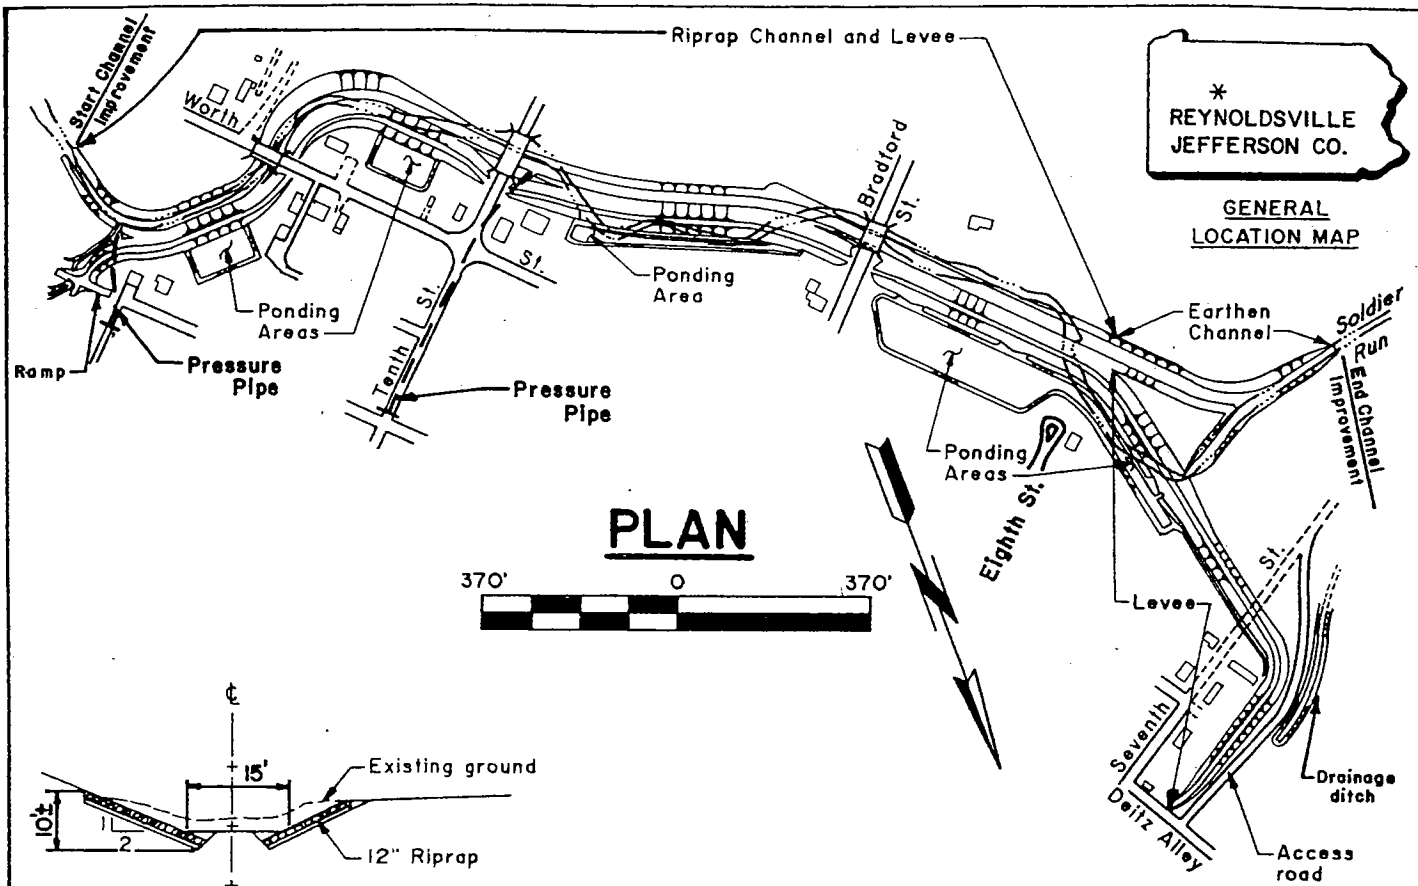 Start Channel
Improvement
Riprap Channel and Levee
*
REYNOLDSVILLE
JEFFERSON CO.
GENERAL
LOCATION MAP
Worth
St.
Bradford
St.
Ponding
Areas
Ponding
Area
Earthen
Channel
Soldier
Run
End Channel
Improvement
Ramp
Pressure
Pipe
Tenth St.
Pressure
Pipe
Ponding
Areas
Eighth St.
PLAN
370' 0 370'
St.
Levee
Seventh
Deitz Alley
Drainage
ditch
Access
road
℄
15'
Existing ground
10'±
1
2
12" Riprap